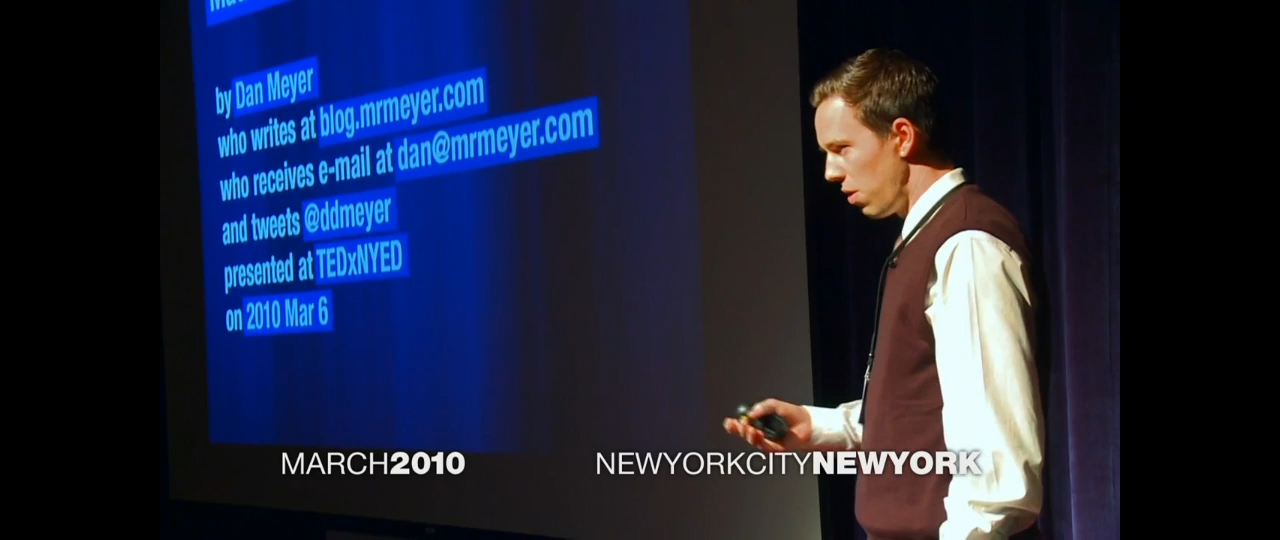 by Dan Meyer
who writes at blog.mrmeyer.com
who receives e-mail at dan@mrmeyer.com
and tweets @ddmeyer
presented at TEDxNYED
on 2010 Mar 6
MARCH2010 NEWYORKCITYNEWYORK